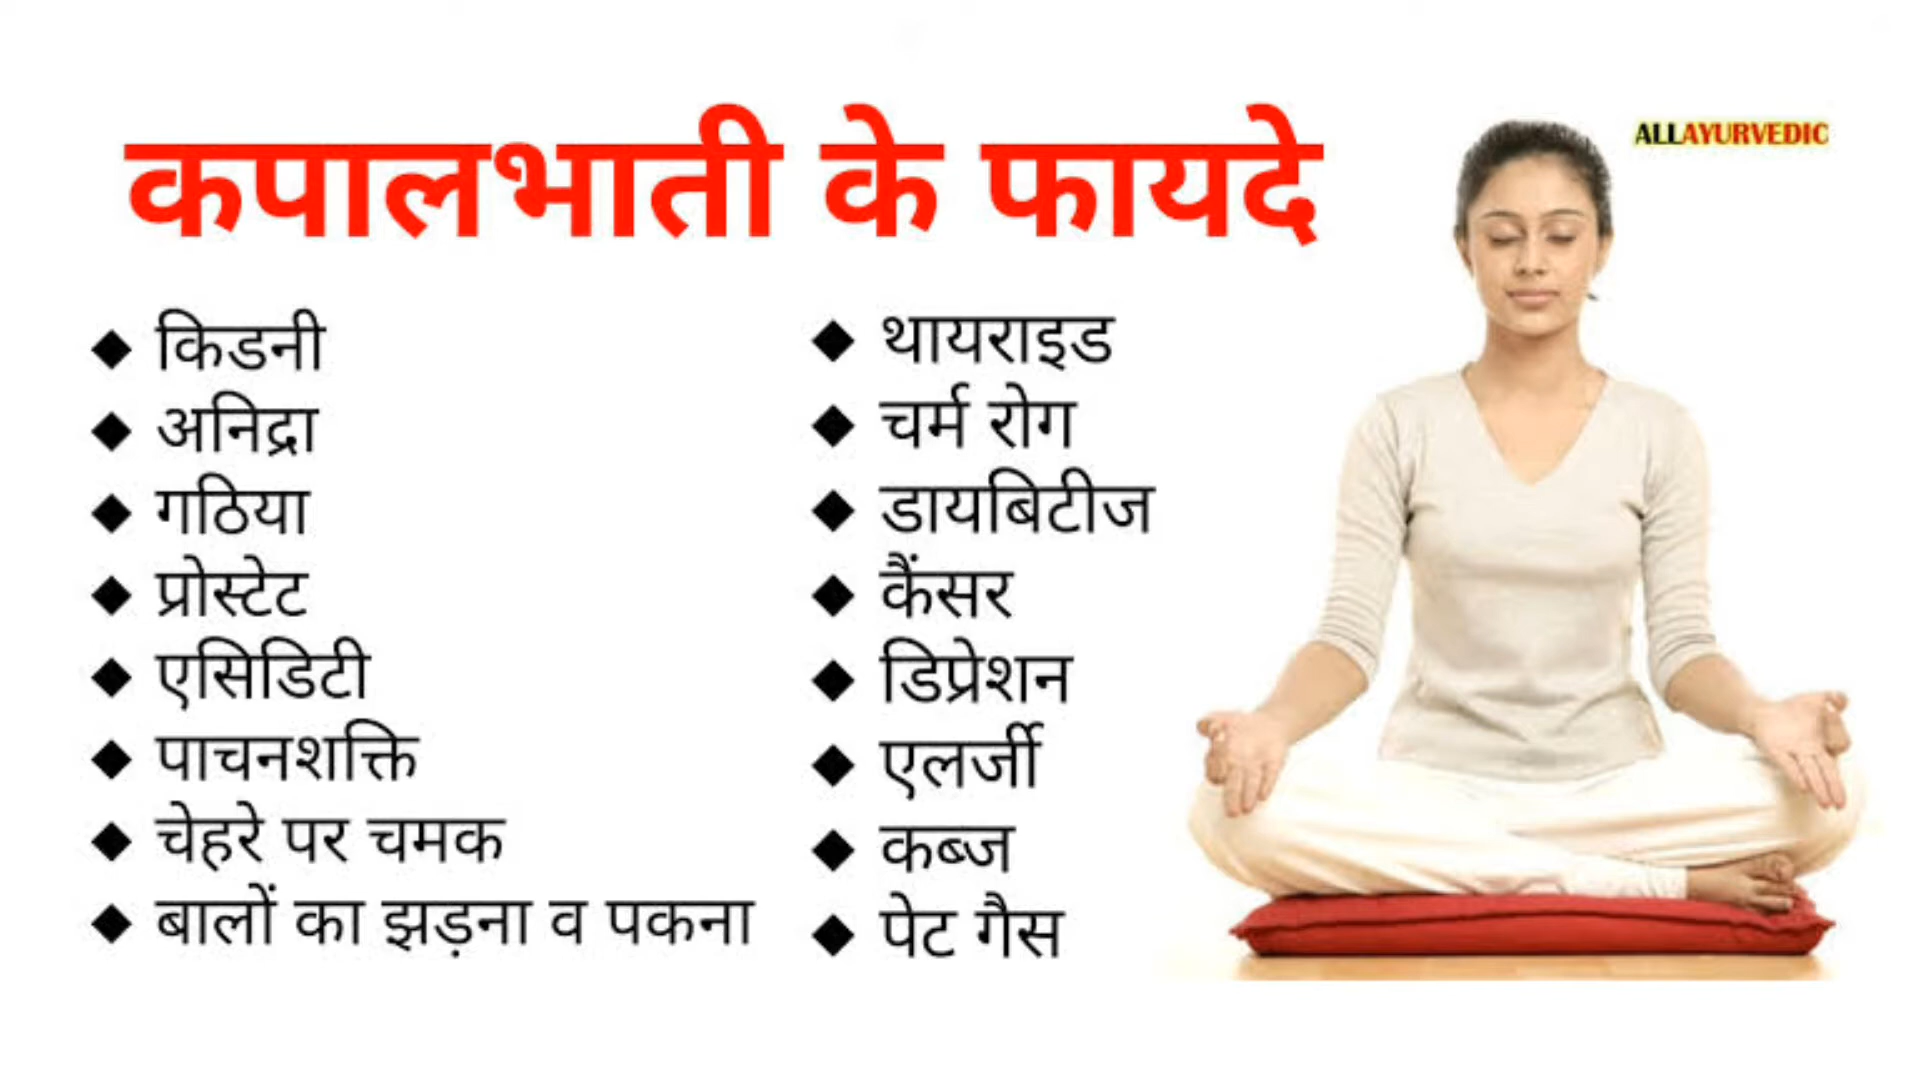 कपालभाती के फायदे
ALLAYURVEDIC
◆ किडनी
◆ अनिद्रा
◆ गठिया
◆ प्रोस्टेट
◆ एसिडिटी
◆ पाचनशक्ति
◆ चेहरे पर चमक
◆ बालों का झड़ना व पकना
◆ थायराइड
◆ चर्म रोग
◆ डायबिटीज
◆ कैंसर
◆ डिप्रेशन
◆ एलर्जी
◆ कब्ज
◆ पेट गैस